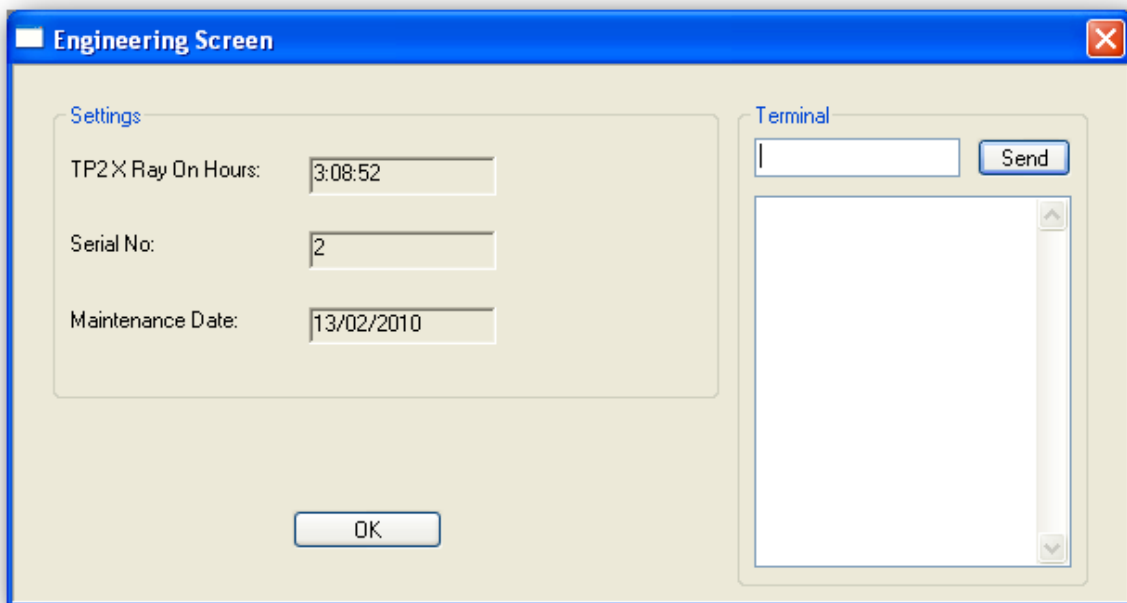 Engineering Screen
Settings
TP2 X Ray On Hours: 3:08:52
Serial No: 2
Maintenance Date: 13/02/2010
OK
Terminal
Send